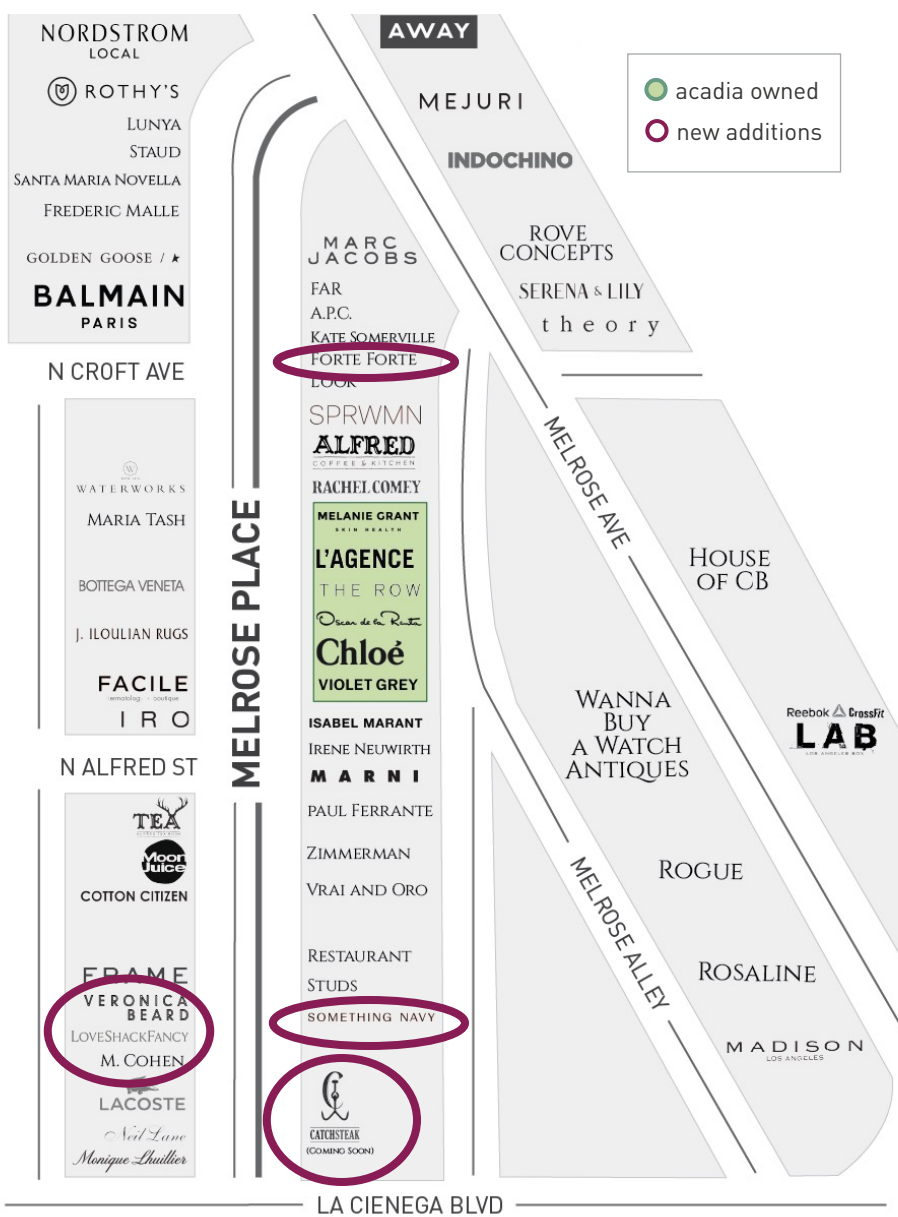 NORDSTROM
LOCAL
ROTHY'S
LUNYA
STAUD
SANTA MARIA NOVELLA
FREDERIC MALLE
GOLDEN GOOSE /
BALMAIN
PARIS
N CROFT AVE
WATERWORKS
MARIA TASH
BOTTEGA VENETA
J. ILOULIAN RUGS
FACILE
IRO
N ALFRED ST
TEA
Moon
Juice
COTTON CITIZEN
FRAME
VERONICA
BEARD
LOVESHACKFANCY
M. COHEN
LACOSTE
Neil Lane
Monique Lhuillier
MELROSE PLACE
MARC
JACOBS
FAR
A.P.C.
KATE SOMERVILLE
FORTE FORTE
LOOK
SPRWMN
ALFRED
COFFEE & KITCHEN
RACHEL COMEY
MELANIE GRANT
SKIN HEALTH
L'AGENCE
THE ROW
Oscar de la Renta
Chloé
VIOLET GREY
ISABEL MARANT
IRENE NEUWIRTH
MARNI
PAUL FERRANTE
ZIMMERMAN
VRAI AND ORO
RESTAURANT
STUDS
SOMETHING NAVY
CATCHSTEAK
(COMING SOON)
AWAY
MEJURI
INDOCHINO
ROVE
CONCEPTS
SERENA & LILY
theory
acadia owned
new additions
MELROSE AVE
HOUSE
OF CB
WANNA
BUY
A WATCH
ANTIQUES
Reebok CrossFit
LAB
LOS ANGELES BOX
ROGUE
MELROSE ALLEY
ROSALINE
MADISON
LOS ANGELES
LA CIENEGA BLVD